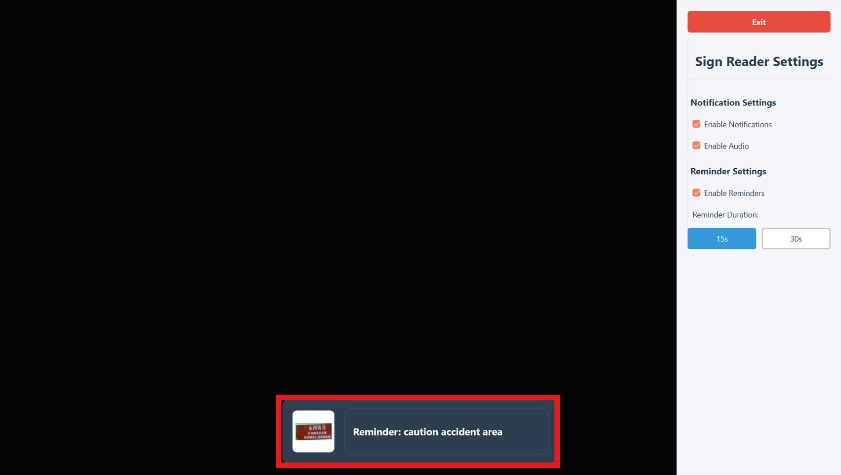 Exit
Sign Reader Settings
Notification Settings
Enable Notifications
Enable Audio
Reminder Settings
Enable Reminders
Reminder Duration:
15s 30s
AWAS
Reminder: caution accident area